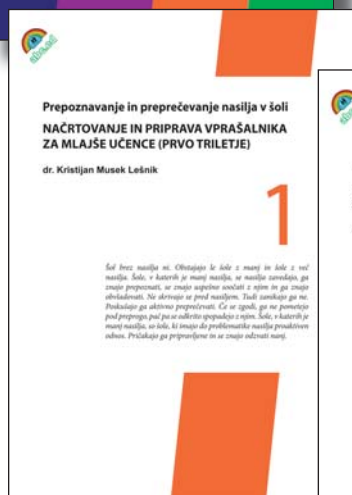 Prepoznavanje in preprečevanje nasilja v šoli
NAČRTOVANJE IN PRIPRAVA VPRAŠALNIKA
ZA MLAJŠE UČENCE (PRVO TRILETJE)
dr. Kristijan Musek Lešnik
1
Šol brez nasilja ni. Obstajajo le šole z manj in šole z več
nasilja. Šole, v katerih je manj nasilja, se nasilja zavedajo, ga
znajo prepoznati, se znajo uspešno soočati z njim in ga znajo
obvladovati. Ne skrivajo se pred nasiljem. Tudi zanikajo ga ne.
Poskušajo ga aktivno preprečevati. Če se zgodi, ga ne pometejo
pod preprogo, pač pa se odkrito spopadejo z njim. Šole, v katerih je
manj nasilja, so šole, ki imajo do problematike nasilja proaktiven
odnos. Pričakajo ga pripravljene in se znajo odzvati nanj.